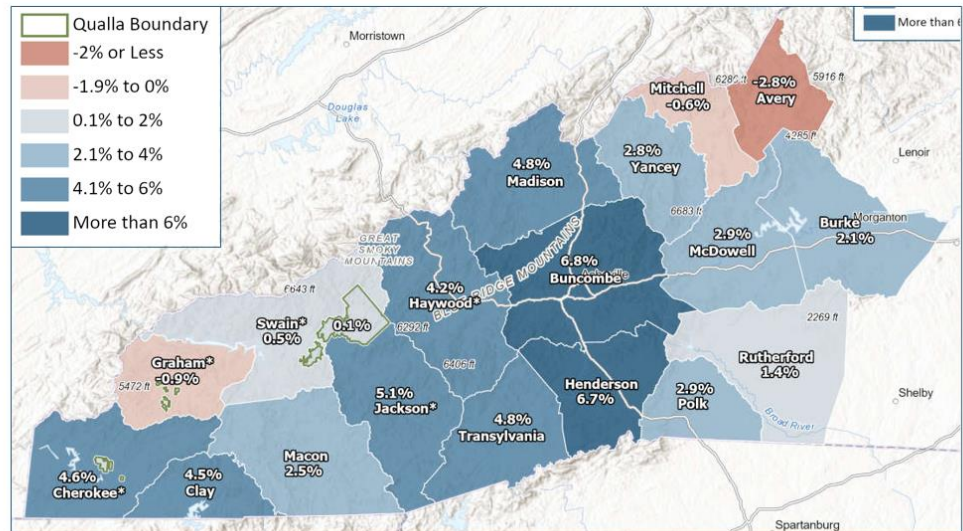 Qualla Boundary
-2% or Less
-1.9% to 0%
0.1% to 2%
2.1% to 4%
4.1% to 6%
More than 6%
More than
Morristown
Douglas
Lake
Mitchell
-0.6%
6286 ft
-2.8%
Avery
5916 ft
4285 ft
Lenoir
4.8%
Madison
2.8%
Yancey
6683 ft
2.9%
McDowell
Burke
2.1%
Morganton
GREAT
SMOKY
MOUNTAINS
BLUE RIDGE MOUNTAINS
6.8%
Buncombe
4.2%
Haywood*
6643 ft
Swain*
0.5%
0.1%
6292 ft
6406 ft
2269 ft
Rutherford
1.4%
Graham*
-0.9%
5472 ft
5.1%
Jackson*
4.8%
Transylvania
Henderson
6.7%
2.9%
Polk
Broad River
Shelby
Macon
2.5%
4.6%
Cherokee*
4.5%
Clay
Spartanburg